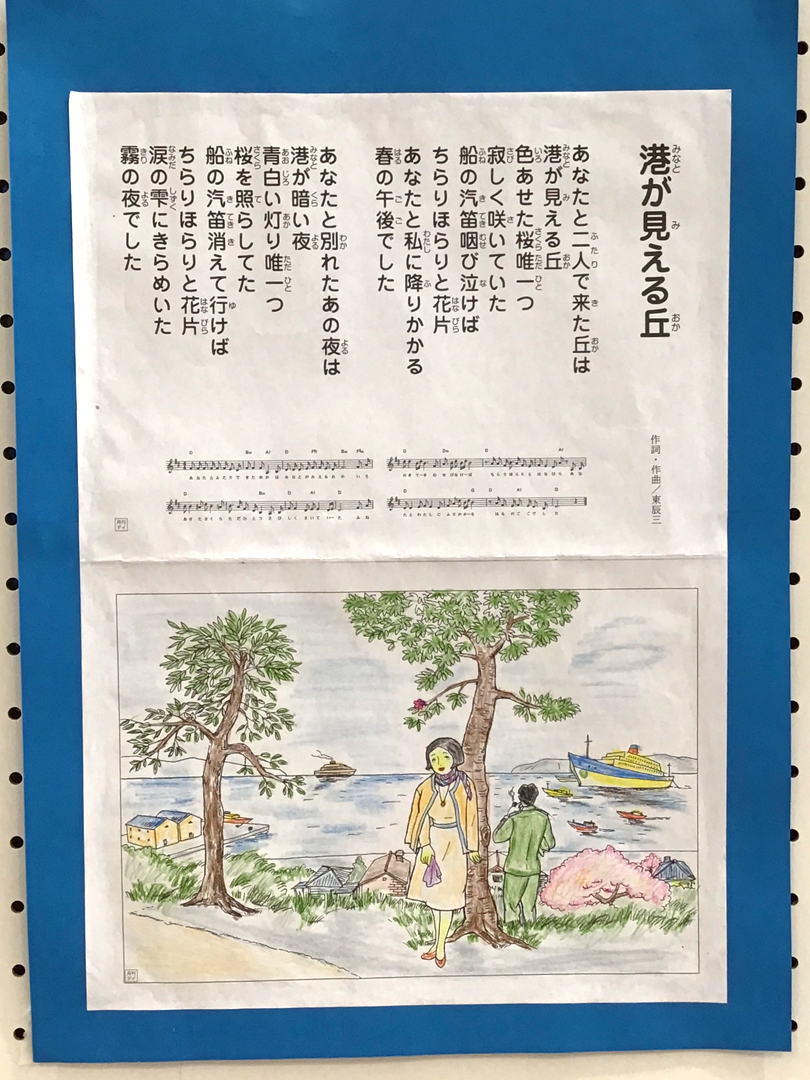 港が見える丘
作詞・作曲／東辰三
あなたと二人で来た丘は
港が見える丘
色あせた桜唯一つ
寂しく咲いていた
船の汽笛咽び泣けば
ちらりほらりと花片
あなたと私に降りかかる
春の午後でした
あなたと別れたあの夜は
港が暗い夜
青白い灯り唯一つ
桜を照らしてた
船の汽笛消えて行けば
ちらりほらりと花片
涙の雫にきらめいた
霧の夜でした